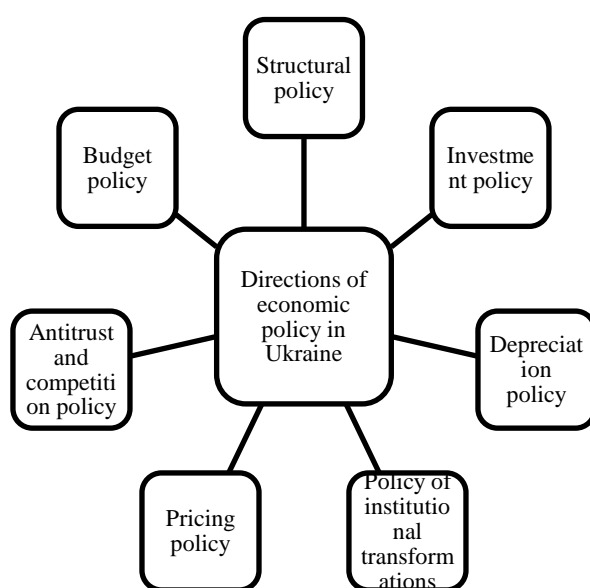 Structural
policy
Budget
policy
Investme
nt policy
Directions of
economic
policy in
Ukraine
Antitrust
and
competiti
on policy
Depreciat
ion
policy
Pricing
policy
Policy of
institutio
nal
transform
ations